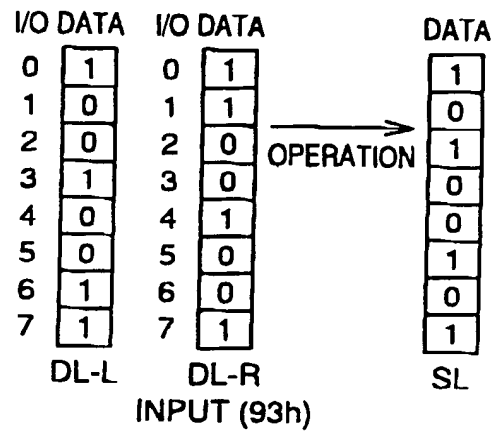 I/O DATA I/O DATA DATA
0 1 0 1 1
1 0 1 1 0
2 0 2 0 1
3 1 3 0 0
OPERATION
4 0 4 1 0
5 0 5 0 1
6 1 6 0 0
7 1 7 1 1
DL-L DL-R SL
INPUT (93h)